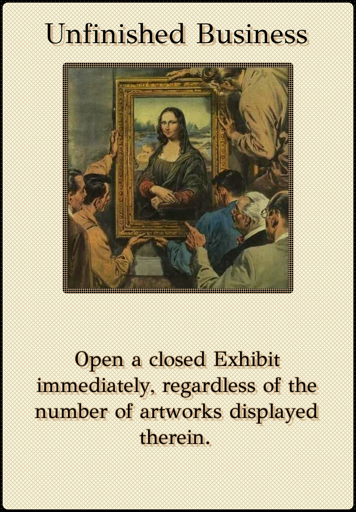 Unfinished Business
Open a closed Exhibit
immediately, regardless of the
number of artworks displayed
therein.